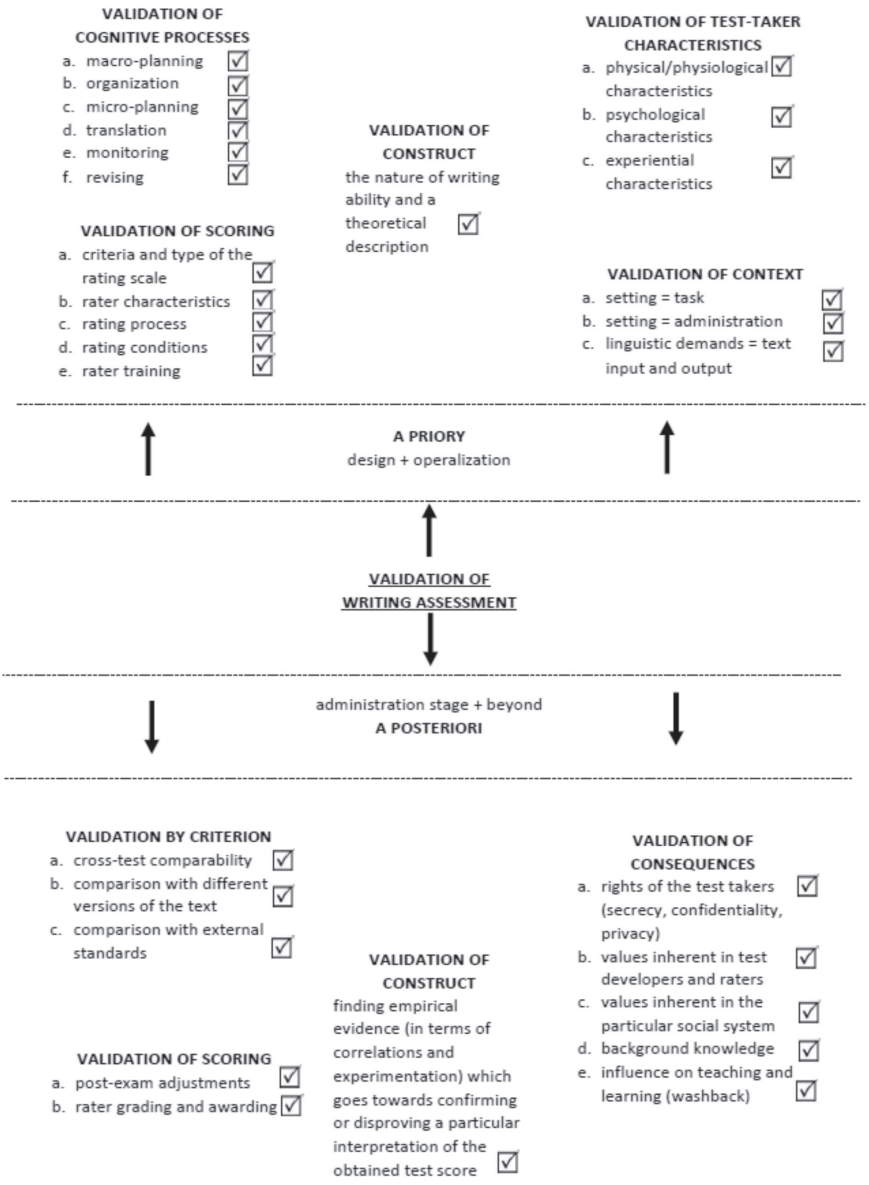 VALIDATION OF
COGNITIVE PROCESSES
a. macro-planning
b. organization
c. micro-planning
d. translation
e. monitoring
f. revising
VALIDATION OF SCORING
a. criteria and type of the
rating scale
b. rater characteristics
c. rating process
d. rating conditions
e. rater training
VALIDATION OF
CONSTRUCT
the nature of writing
ability and a
theoretical
description
VALIDATION OF TEST-TAKER
CHARACTERISTICS
a. physical/physiological
characteristics
b. psychological
characteristics
c. experiential
characteristics
VALIDATION OF CONTEXT
a. setting = task
b. setting = administration
c. linguistic demands = text
input and output
A PRIORY
design + operalization
VALIDATION OF
WRITING ASSESSMENT
administration stage + beyond
A POSTERIORI
VALIDATION BY CRITERION
a. cross-test comparability
b. comparison with different
versions of the text
c. comparison with external
standards
VALIDATION OF SCORING
a. post-exam adjustments
b. rater grading and awarding
VALIDATION OF
CONSTRUCT
finding empirical
evidence (in terms of
correlations and
experimentation) which
goes towards confirming
or disproving a particular
interpretation of the
obtained test score
VALIDATION OF
CONSEQUENCES
a. rights of the test takers
(secrecy, confidentiality,
privacy)
b. values inherent in test
developers and raters
c. values inherent in the
particular social system
d. background knowledge
e. influence on teaching and
learning (washback)